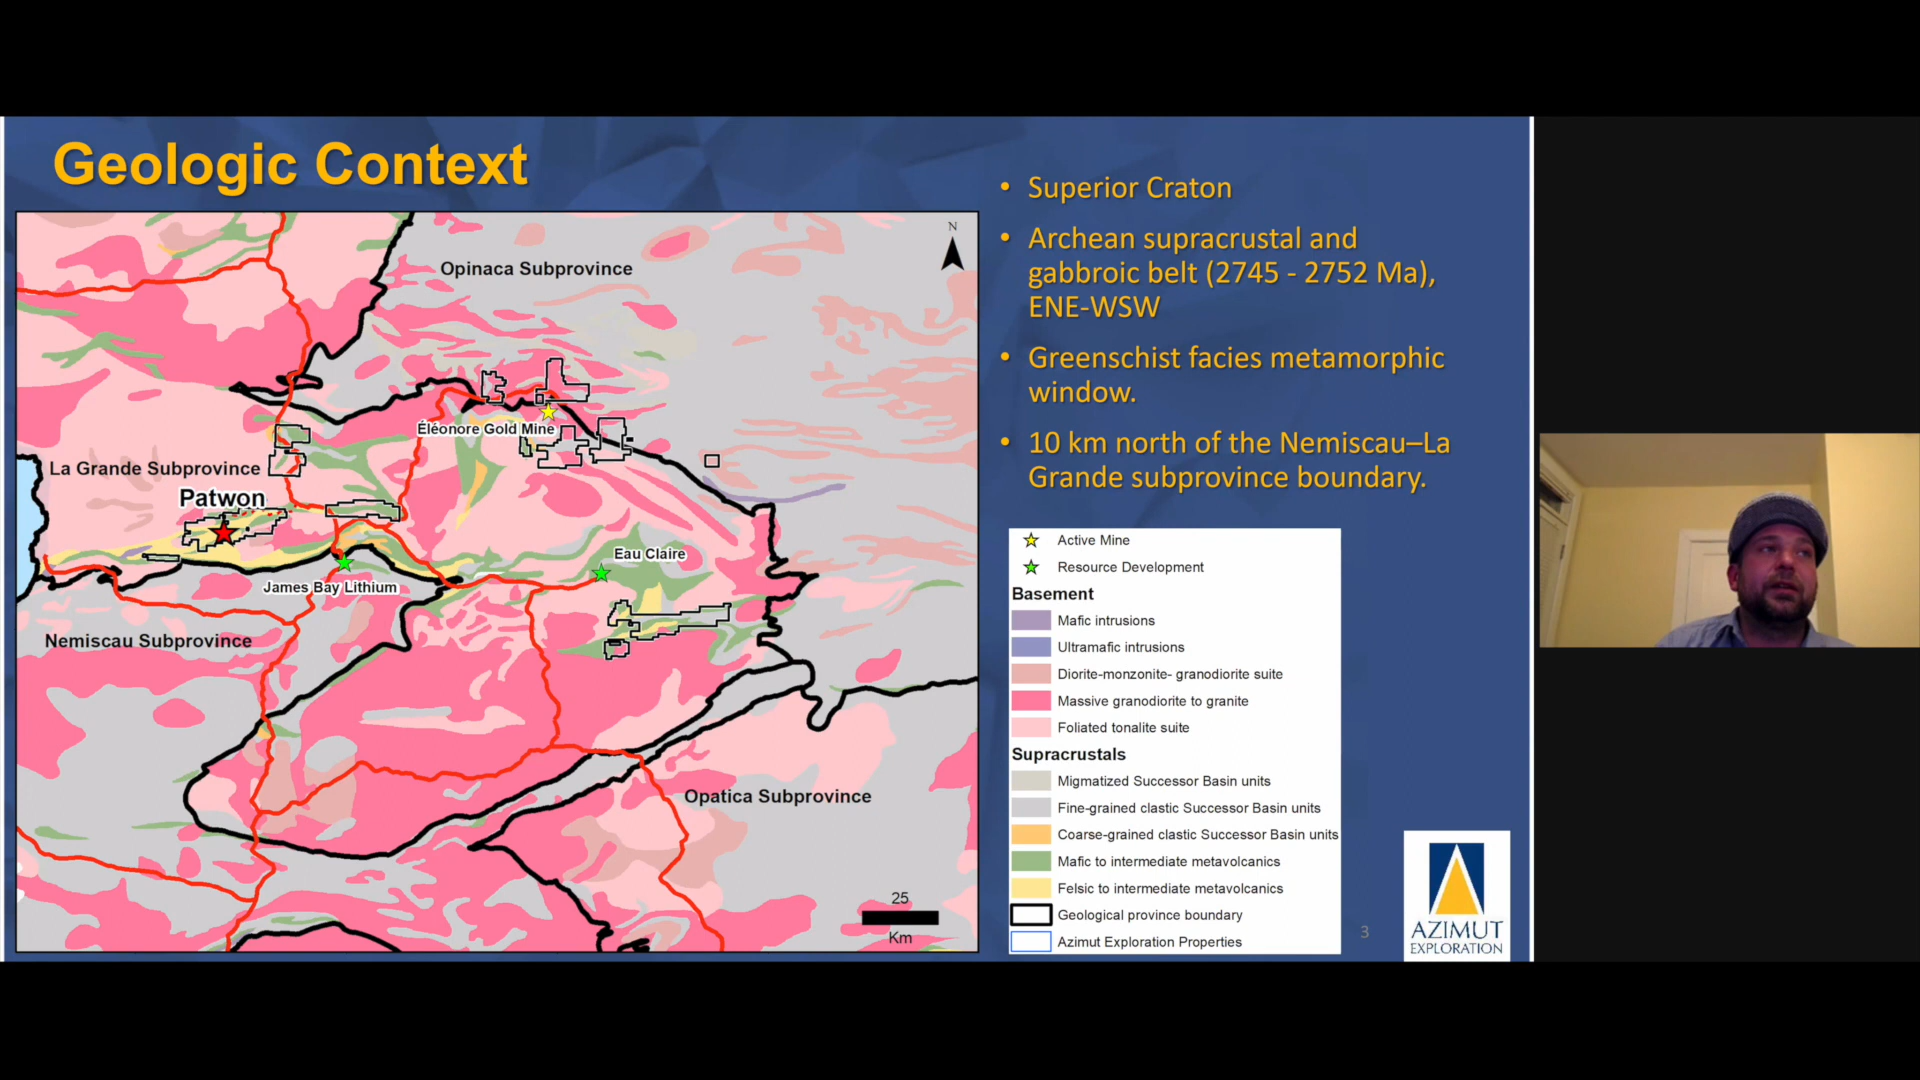 Geologic Context
• Superior Craton
• Archean supracrustal and
gabbroic belt (2745 - 2752 Ma),
ENE-WSW
• Greenschist facies metamorphic
window.
• 10 km north of the Nemiscau–La
Grande subprovince boundary.
N
Opinaca Subprovince
Éléonore Gold Mine
La Grande Subprovince
Patwon
Eau Claire
James Bay Lithium
Nemiscau Subprovince
Opatica Subprovince
25
Km
Active Mine
Resource Development
Basement
Mafic intrusions
Ultramafic intrusions
Diorite-monzonite- granodiorite suite
Massive granodiorite to granite
Foliated tonalite suite
Supracrustals
Migmatized Successor Basin units
Fine-grained clastic Successor Basin units
Coarse-grained clastic Successor Basin units
Mafic to intermediate metavolcanics
Felsic to intermediate metavolcanics
Geological province boundary
Azimut Exploration Properties
3
AZIMUT
EXPLORATION